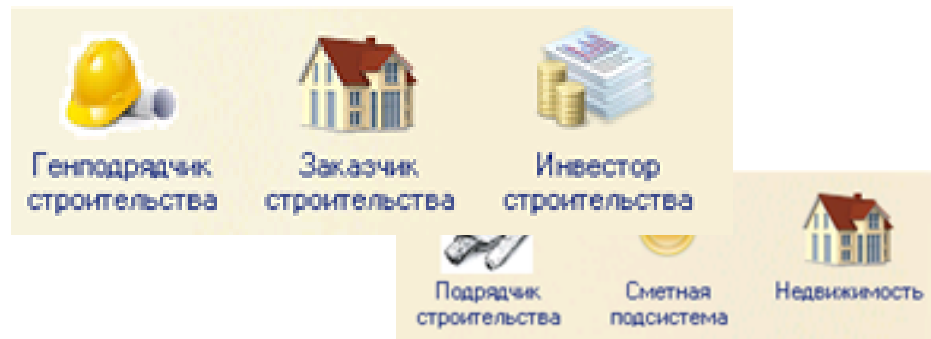 Генподрядчик
строительства
Заказчик
строительства
Инвестор
строительства
Подрядчик
строительства
Сметная
подсистема
Недвижимость